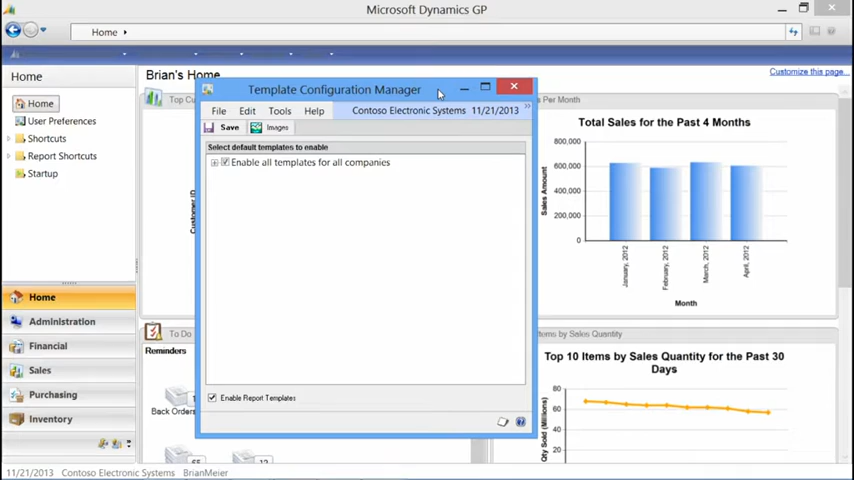 Microsoft Dynamics GP
Home
Home
Home
User Preferences
Shortcuts
Report Shortcuts
Startup
Home
Administration
Financial
Sales
Purchasing
Inventory
Brian's Home
Customize this page...
Top Cu
Customer ID
To Do
Reminders
Back Orders
65
12
Template Configuration Manager
File Edit Tools Help
Contoso Electronic Systems 11/21/2013
Save Images
Select default templates to enable
Enable all templates for all companies
Enable Report Templates
Per Month
Total Sales for the Past 4 Months
Sales Amount
800,000
600,000
400,000
200,000
0
January, 2012
February, 2012
March, 2012
April, 2012
Month
Items by Sales Quantity
Top 10 Items by Sales Quantity for the Past 30
Days
Qty Sold (Millions)
80
60
40
20
11/21/2013 Contoso Electronic Systems BrianMeier